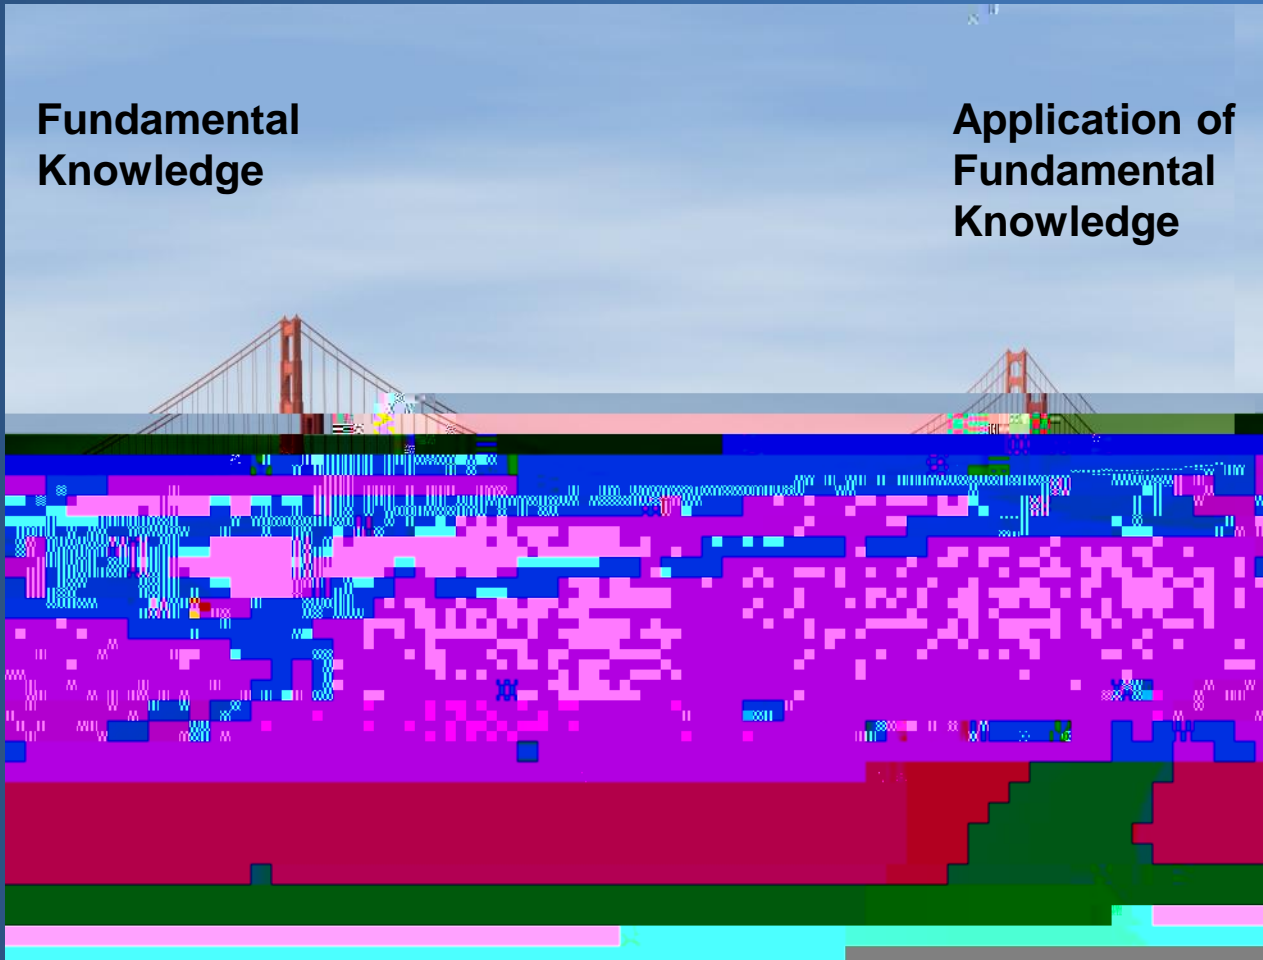 Fundamental
Knowledge
Application of
Fundamental
Knowledge